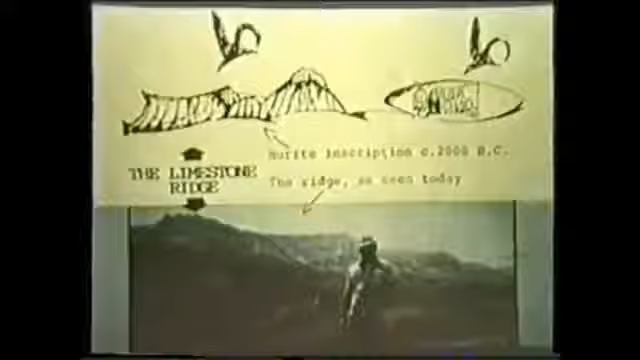 Hurite inscription c.2000 B.C.
THE LIMESTONE
RIDGE
The ridge, as seen today